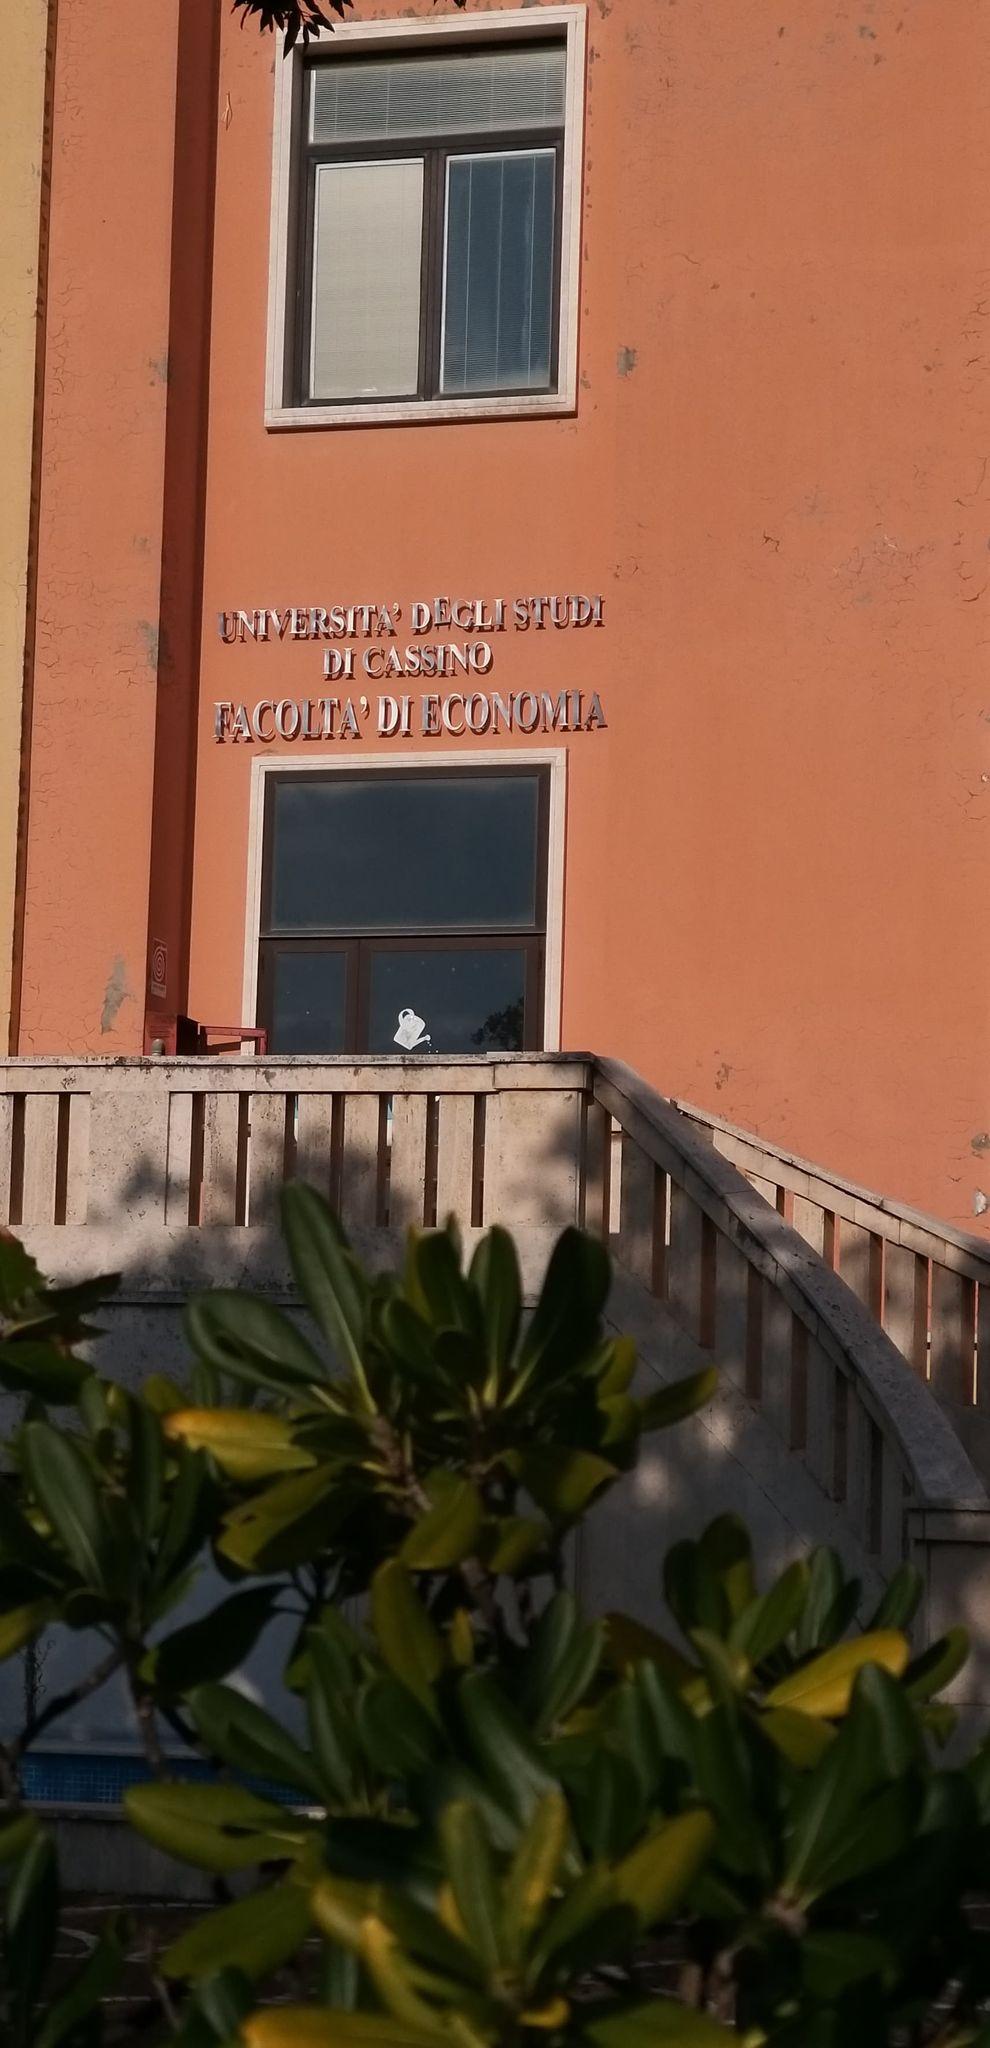 UNIVERSITA' DEGLI STUDI
DI CASSINO
FACOLTA' DI ECONOMIA